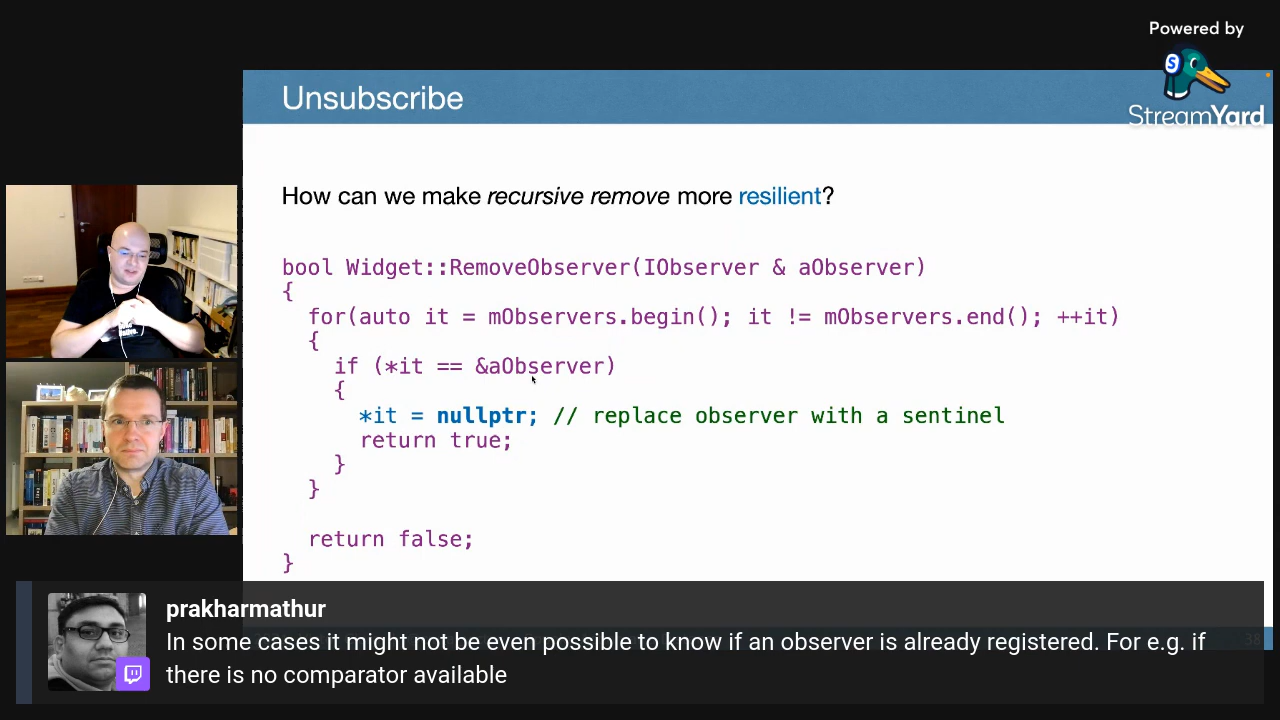 Powered by
StreamYard
Unsubscribe
How can we make recursive remove more resilient?
bool Widget::RemoveObserver(IObserver & aObserver)
{
for(auto it = mObservers.begin(); it != mObservers.end(); ++it)
{
if (*it == &aObserver)
{
*it = nullptr; // replace observer with a sentinel
return true;
}
}
return false;
}
38
prakharmathur
In some cases it might not be even possible to know if an observer is already registered. For e.g. if
there is no comparator available